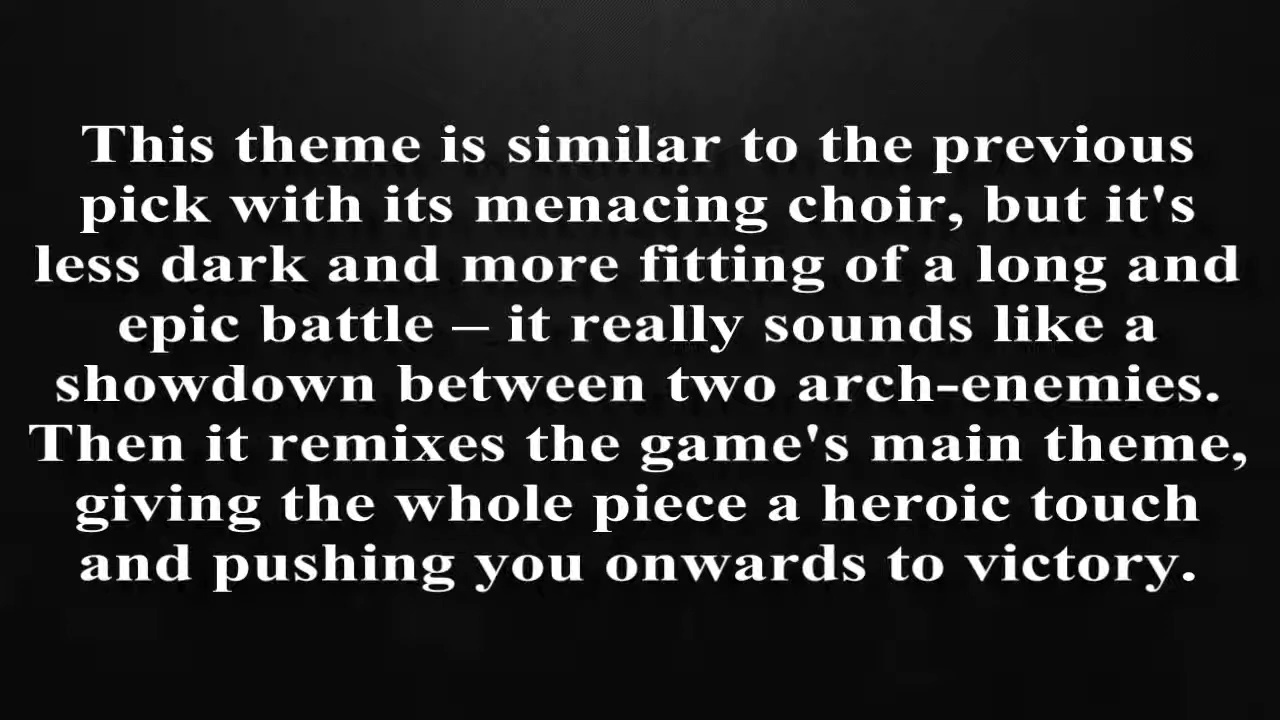 This theme is similar to the previous
pick with its menacing choir, but it's
less dark and more fitting of a long and
epic battle – it really sounds like a
showdown between two arch-enemies.
Then it remixes the game's main theme,
giving the whole piece a heroic touch
and pushing you onwards to victory.